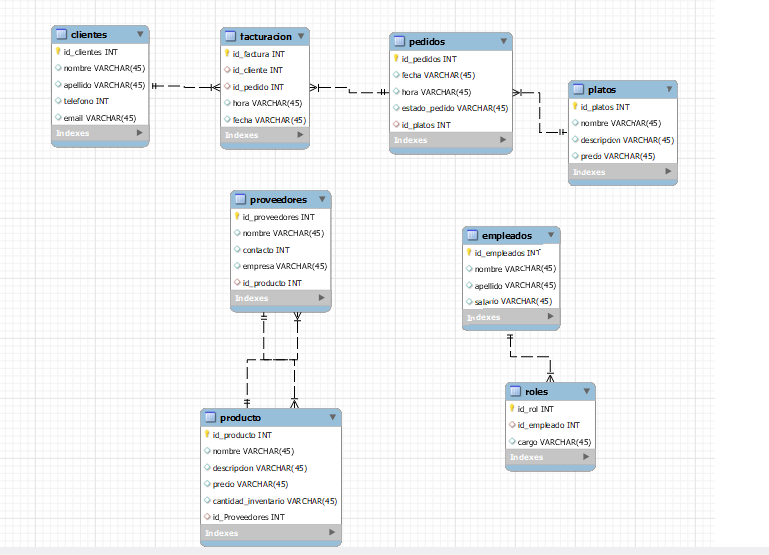 clientes
id_clientes INT
nombre VARCHAR(45)
apellido VARCHAR(45)
telefono INT
email VARCHAR(45)
Indexes
facturacion
id_factura INT
id_cliente INT
id_pedido INT
hora VARCHAR(45)
fecha VARCHAR(45)
Indexes
pedidos
id_pedidos INT
fecha VARCHAR(45)
hora VARCHAR(45)
estado_pedido VARCHAR(45)
id_platos INT
Indexes
platos
id_platos INT
nombre VARCHAR(45)
descripcion VARCHAR(45)
precio VARCHAR(45)
Indexes
proveedores
id_proveedores INT
nombre VARCHAR(45)
contacto INT
empresa VARCHAR(45)
id_producto INT
Indexes
empleados
id_empleados INT
nombre VARCHAR(45)
apellido VARCHAR(45)
salario VARCHAR(45)
Indexes
producto
id_producto INT
nombre VARCHAR(45)
descripcion VARCHAR(45)
precio VARCHAR(45)
cantidad_inventario VARCHAR(45)
id_Proveedores INT
Indexes
roles
id_rol INT
id_empleado INT
cargo VARCHAR(45)
Indexes